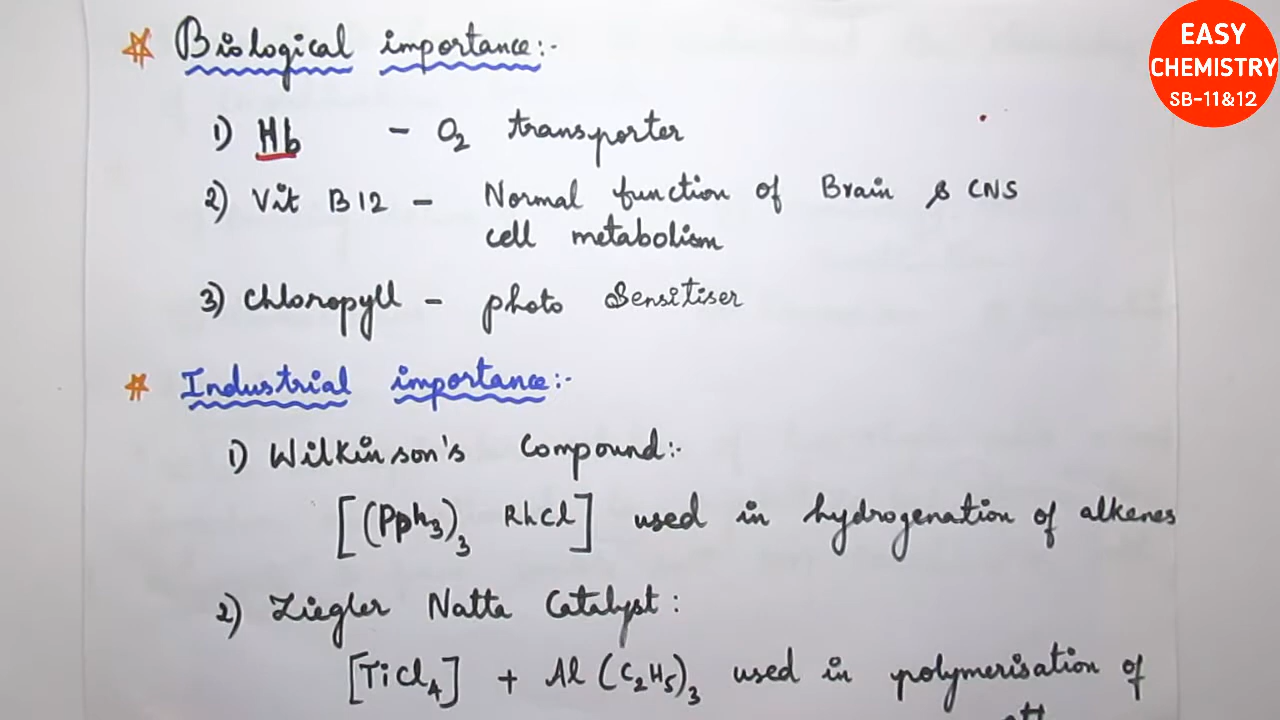 Biological importance:-
1) Hb - O2 transporter
2) Vit B12 - Normal function of Brain & CNS
cell metabolism
3) Chloropyll - photo Sensitiser
Industrial importance:-
1) Wilkinson's Compound:-
[(Pph3)3 RhCl] used in hydrogenation of alkenes
2) Ziegler Natta Catalyst:
[TiCl4] + Al (C2H5)3 used in polymerisation of
EASY
CHEMISTRY
SB-11&12